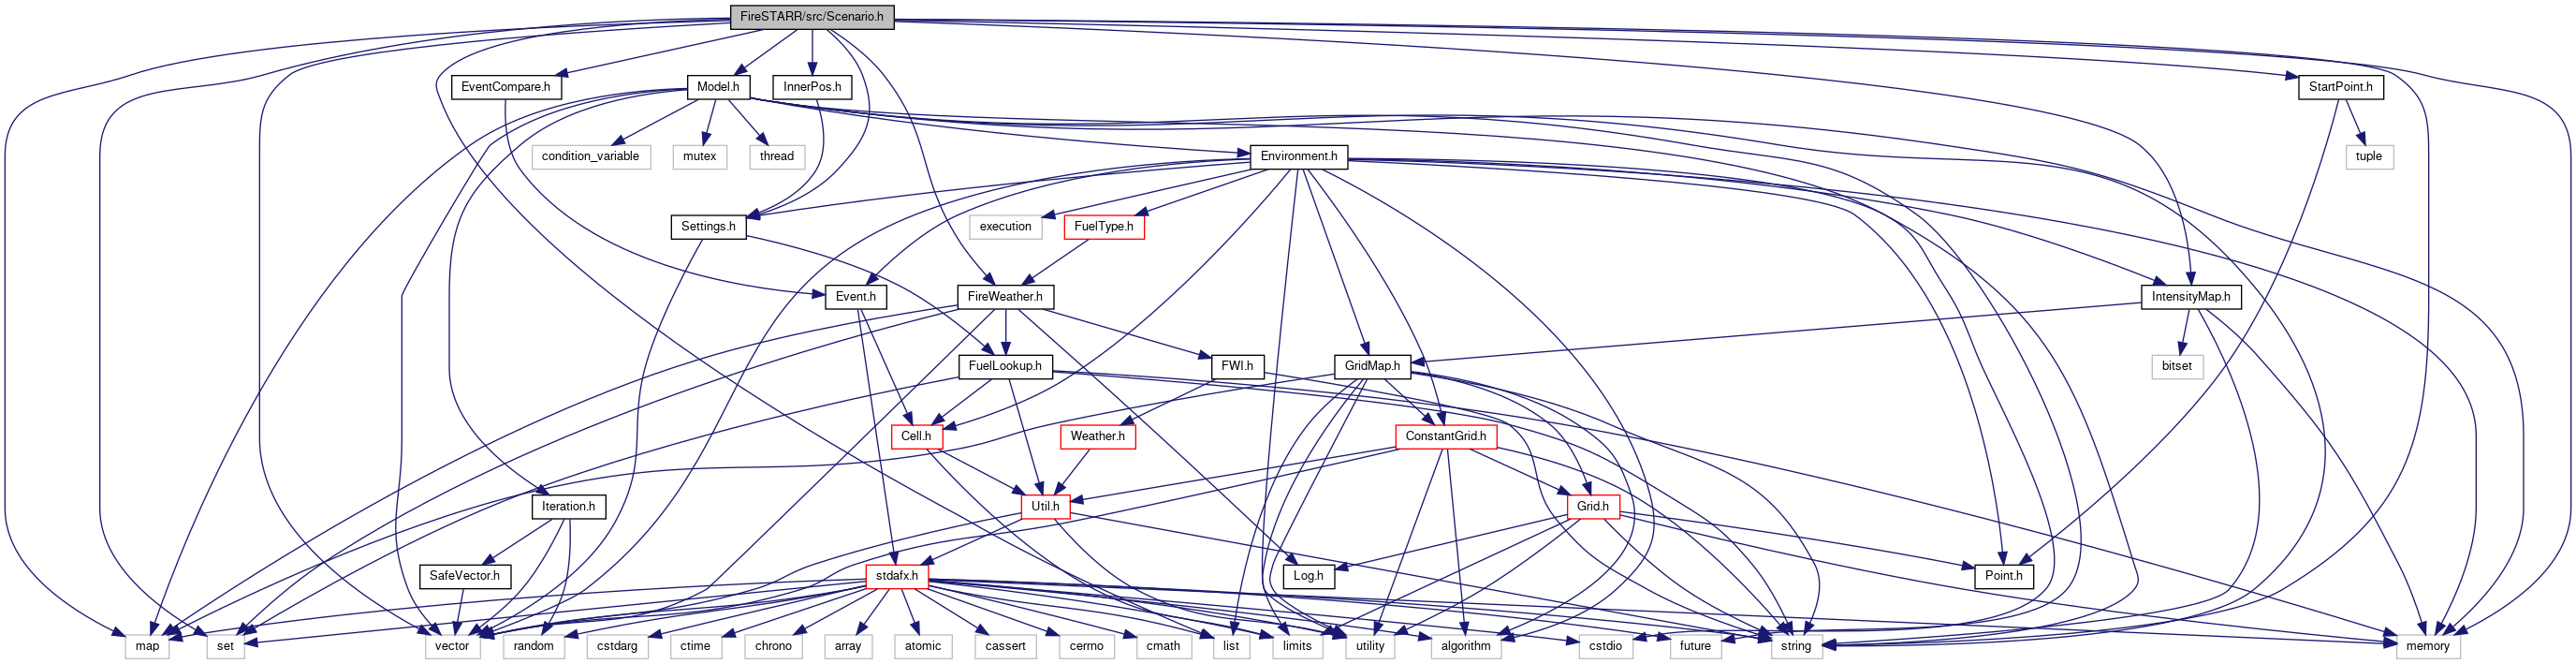 FireSTARR/src/Scenario.h
EventCompare.h
Model.h
InnerPos.h
StartPoint.h
condition_variable
mutex
thread
Environment.h
tuple
Settings.h
execution
FuelType.h
Event.h
FireWeather.h
IntensityMap.h
FuelLookup.h
FWI.h
GridMap.h
bitset
Cell.h
Weather.h
ConstantGrid.h
Iteration.h
Util.h
Grid.h
SafeVector.h
stdafx.h
Log.h
Point.h
map
set
vector
random
cstdarg
ctime
chrono
array
atomic
cassert
cerrno
cmath
list
limits
utility
algorithm
cstdio
future
string
memory